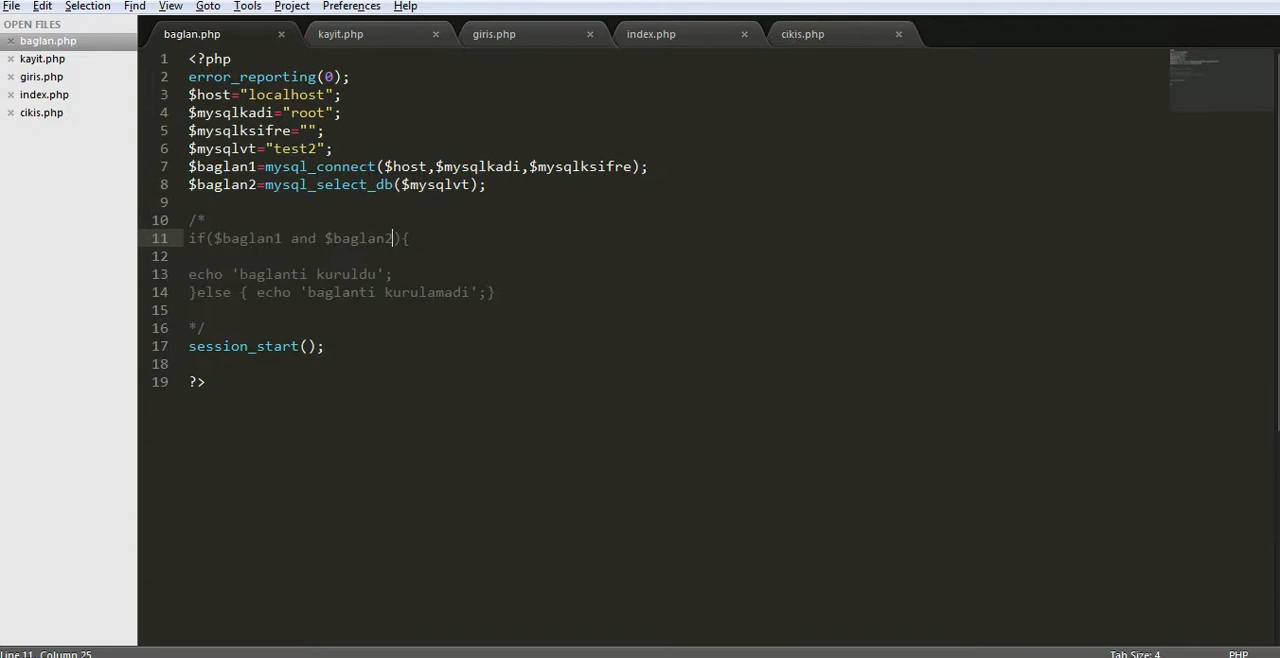 File Edit Selection Find View Goto Tools Project Preferences Help
OPEN FILES
baglan.php
kayit.php
giris.php
index.php
cikis.php
baglan.php kayit.php giris.php index.php cikis.php
1 <?php
2 error_reporting(0);
3 $host="localhost";
4 $mysqlkadi="root";
5 $mysqlksifre="";
6 $mysqlvt="test2";
7 $baglan1=mysql_connect($host,$mysqlkadi,$mysqlksifre);
8 $baglan2=mysql_select_db($mysqlvt);
9
10 /*
11 if($baglan1 and $baglan2){
12
13 echo 'baglanti kuruldu';
14 }else { echo 'baglanti kurulamadi';}
15
16 */
17 session_start();
18
19 ?>
Line 11, Column 25 Tab Size: 4 PHP